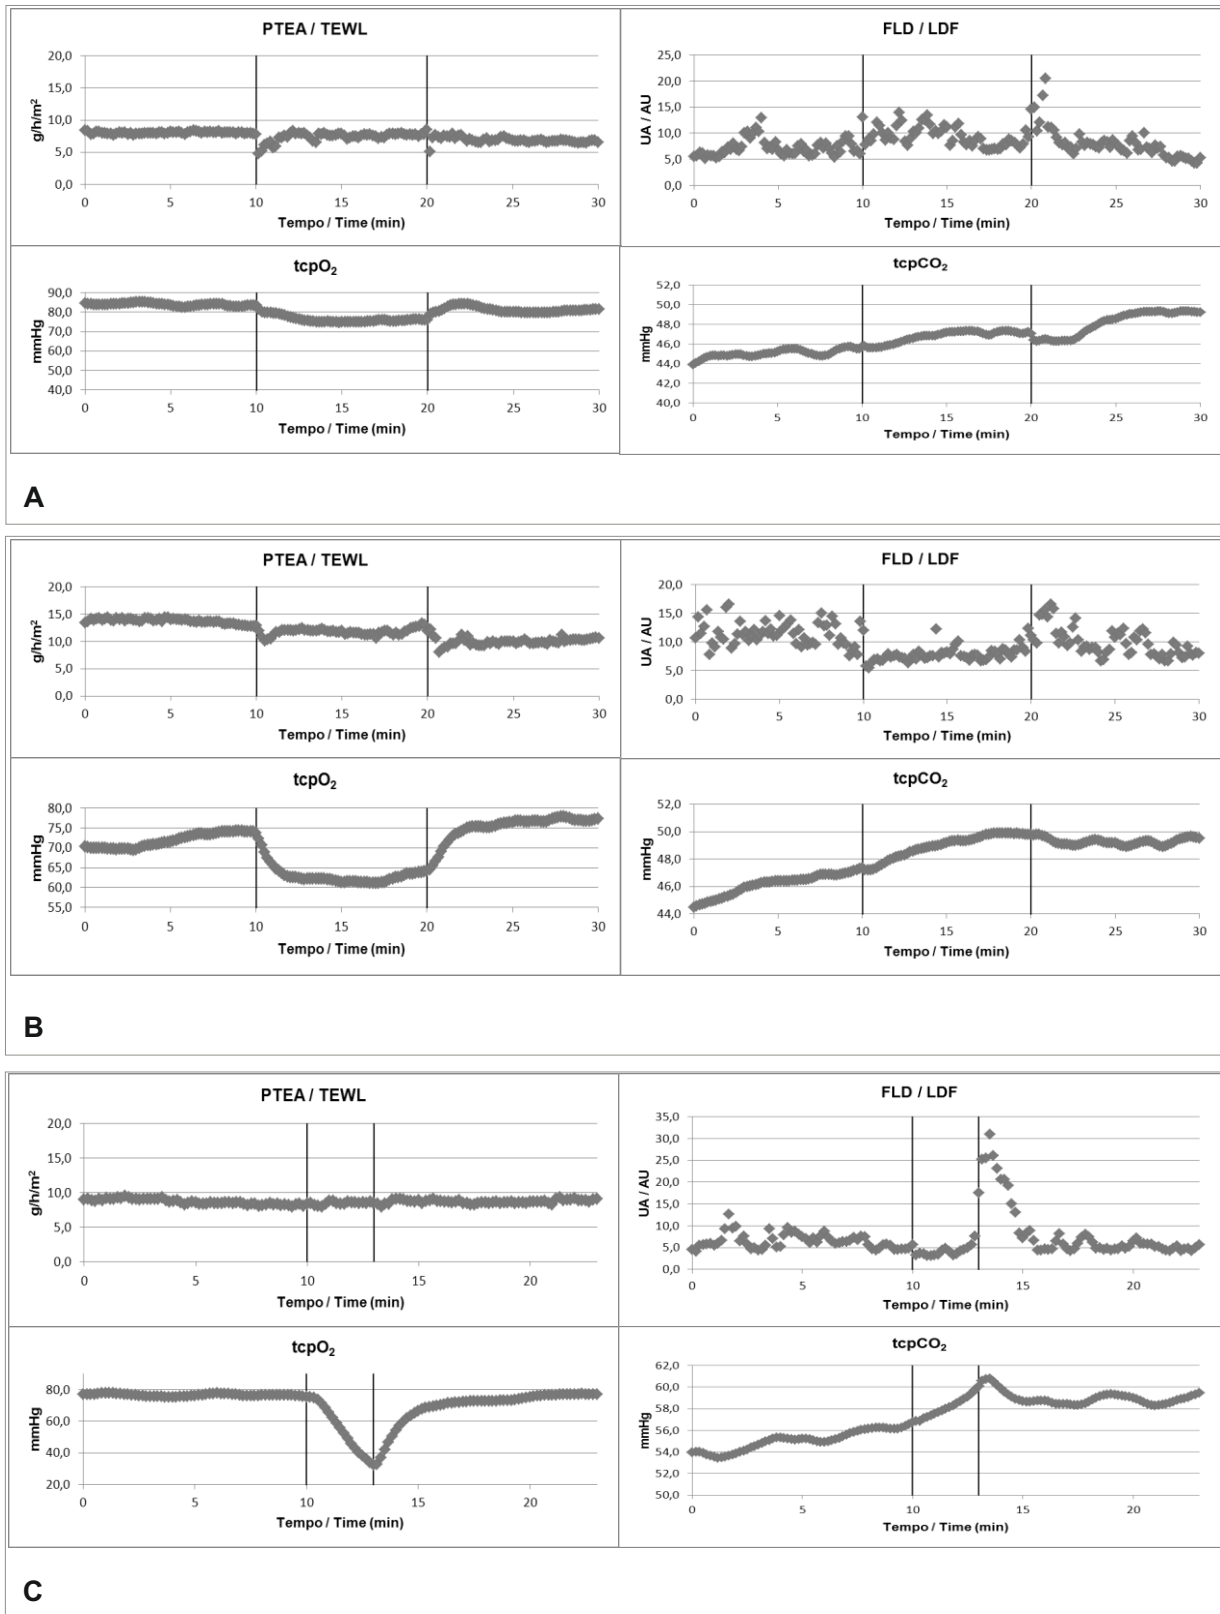 PTEA / TEWL
20,0
15,0
10,0
5,0
0,0
g/h/m²
0 5 10 15 20 25 30
Tempo / Time (min)
FLD / LDF
25,0
20,0
15,0
10,0
5,0
0,0
UA / AU
0 5 10 15 20 25 30
Tempo / Time (min)
tcpO₂
90,0
80,0
70,0
60,0
50,0
40,0
mmHg
0 5 10 15 20 25 30
Tempo / Time (min)
tcpCO₂
52,0
50,0
48,0
46,0
44,0
42,0
40,0
mmHg
0 5 10 15 20 25 30
Tempo / Time (min)
A
PTEA / TEWL
20,0
15,0
10,0
5,0
0,0
g/h/m²
0 5 10 15 20 25 30
Tempo / Time (min)
FLD / LDF
20,0
15,0
10,0
5,0
0,0
UA / AU
0 5 10 15 20 25 30
Tempo / Time (min)
tcpO₂
80,0
75,0
70,0
65,0
60,0
55,0
mmHg
0 5 10 15 20 25 30
Tempo / Time (min)
tcpCO₂
52,0
50,0
48,0
46,0
44,0
mmHg
0 5 10 15 20 25 30
Tempo / Time (min)
B
PTEA / TEWL
20,0
15,0
10,0
5,0
0,0
g/h/m²
0 5 10 15 20
Tempo / Time (min)
FLD / LDF
35,0
30,0
25,0
20,0
15,0
10,0
5,0
0,0
UA / AU
0 5 10 15 20
Tempo / Time (min)
tcpO₂
80,0
60,0
40,0
20,0
mmHg
0 5 10 15 20
Tempo / Time (min)
tcpCO₂
62,0
60,0
58,0
56,0
54,0
52,0
50,0
mmHg
0 5 10 15 20
Tempo / Time (min)
C